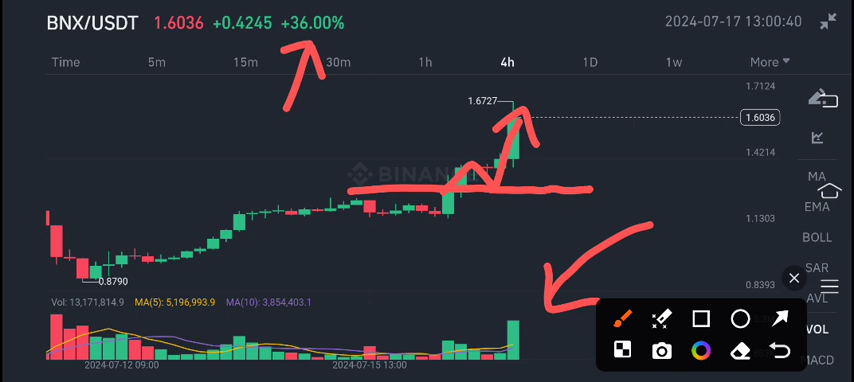 BNX/USDT 1.6036 +0.4245 +36.00% 2024-07-17 13:00:40
Time 5m 15m 30m 1h 4h 1D 1w More
1.7124
1.6727
1.6036
1.4214
BINAN
MA
EMA
1.1303
BOLL
SAR
0.8790
0.8393
AVL
Vol: 13,171,814.9 MA(5): 5,196,993.9 MA(10): 3,854,403.1
VOL
MACD
2024-07-12 09:00 2024-07-15 13:00